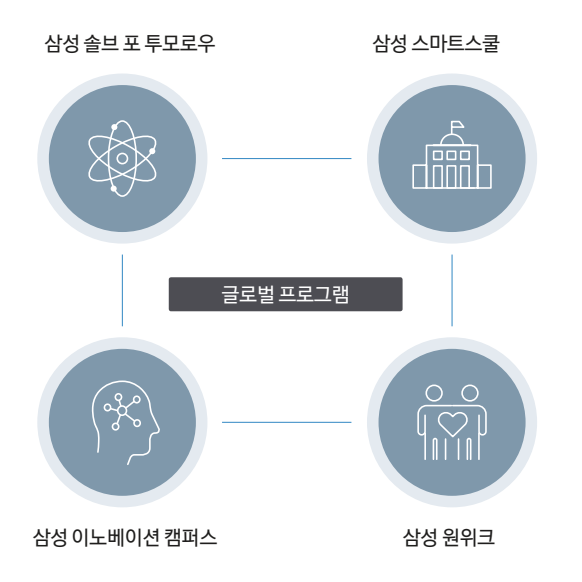 삼성 솔브 포 투모로우
삼성 스마트스쿨
글로벌 프로그램
삼성 이노베이션 캠퍼스
삼성 원위크